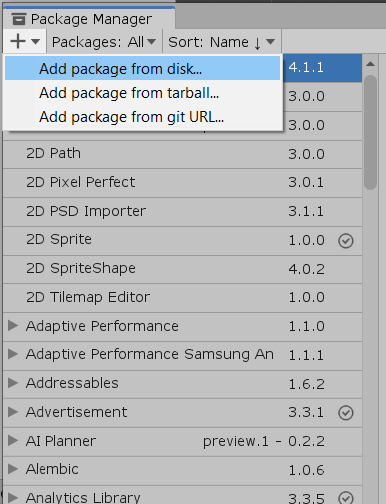 Package Manager
+ Packages: All Sort: Name ↓
Add package from disk...
Add package from tarball...
Add package from git URL...
4.1.1
3.0.0
2D Path 3.0.0
2D Pixel Perfect 3.0.1
2D PSD Importer 3.1.1
2D Sprite 1.0.0
2D SpriteShape 4.0.2
2D Tilemap Editor 1.0.0
Adaptive Performance 1.1.0
Adaptive Performance Samsung An 1.1.1
Addressables 1.6.2
Advertisement 3.3.1
AI Planner preview.1 - 0.2.2
Alembic 1.0.6
Analytics Library 3.3.5